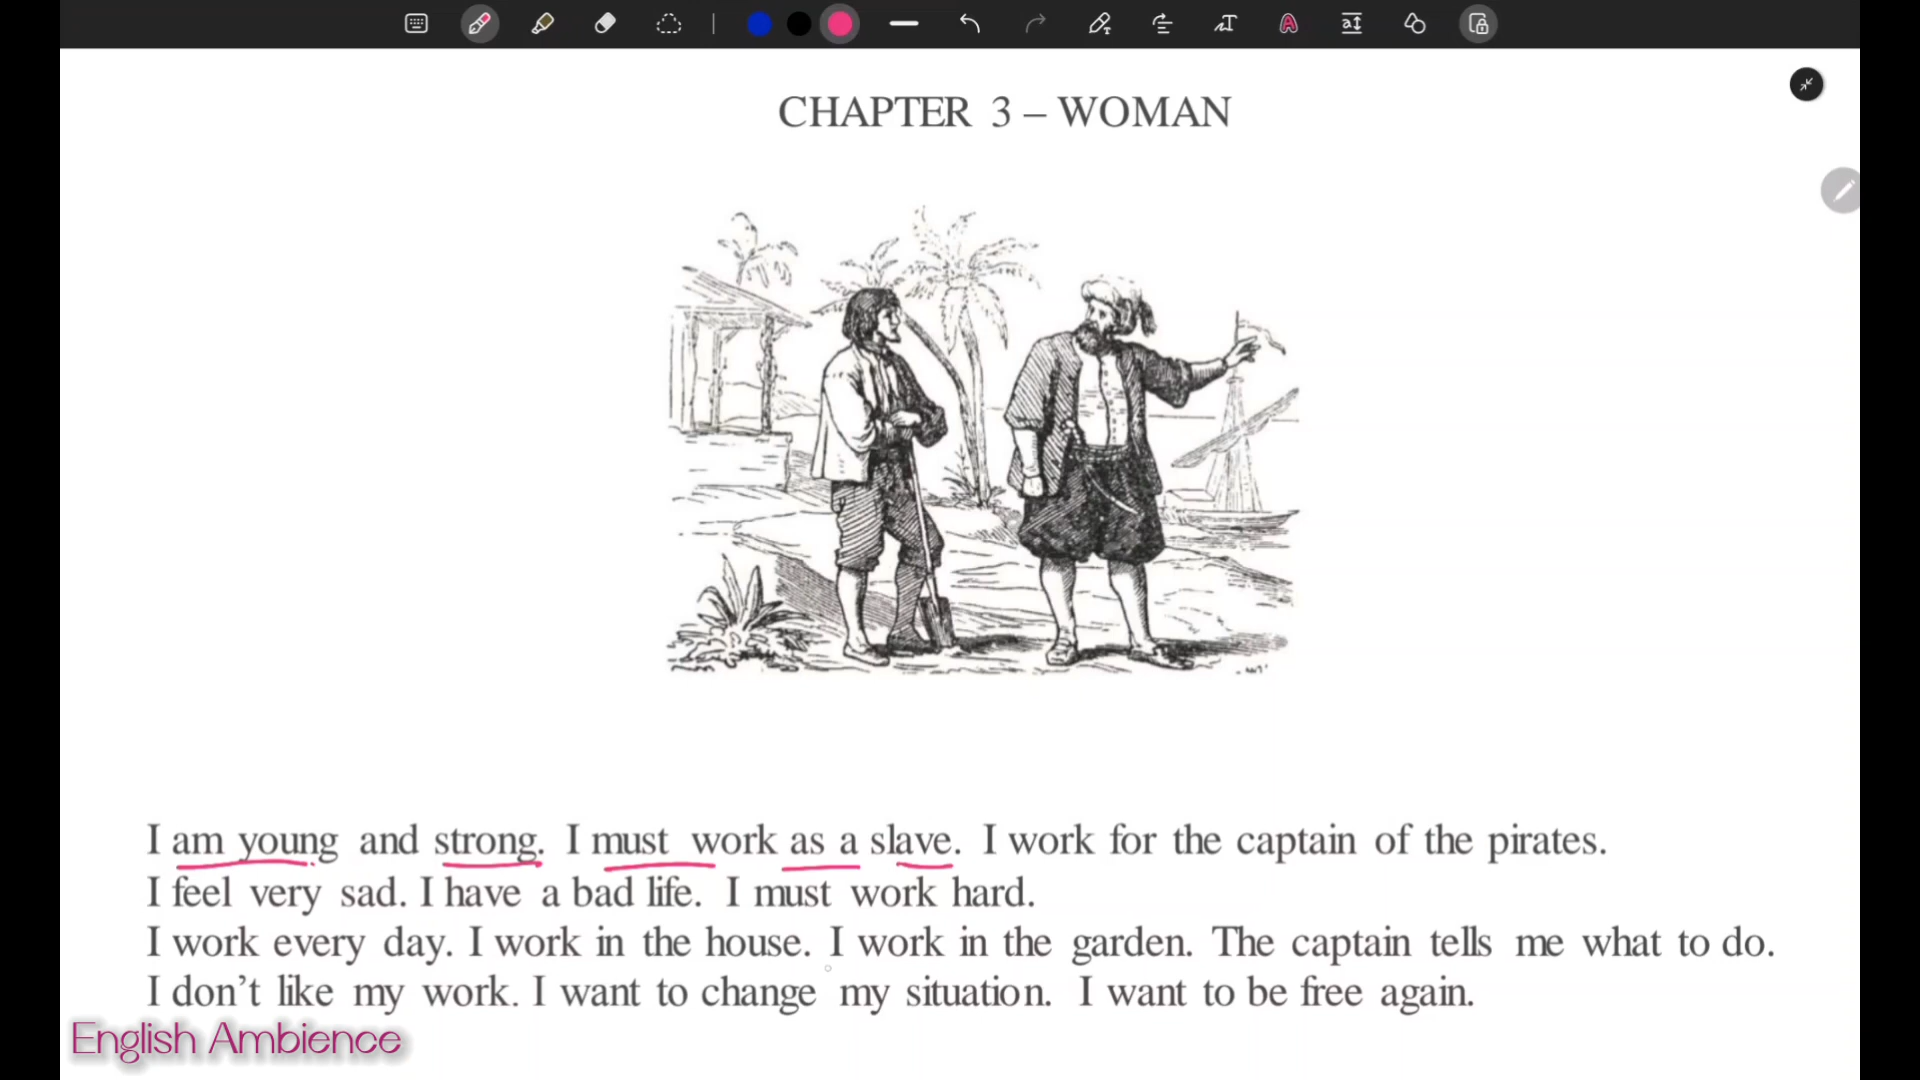 CHAPTER 3 – WOMAN
I am young and strong. I must work as a slave. I work for the captain of the pirates.
I feel very sad. I have a bad life. I must work hard.
I work every day. I work in the house. I work in the garden. The captain tells me what to do.
I don’t like my work. I want to change my situation. I want to be free again.
English Ambience